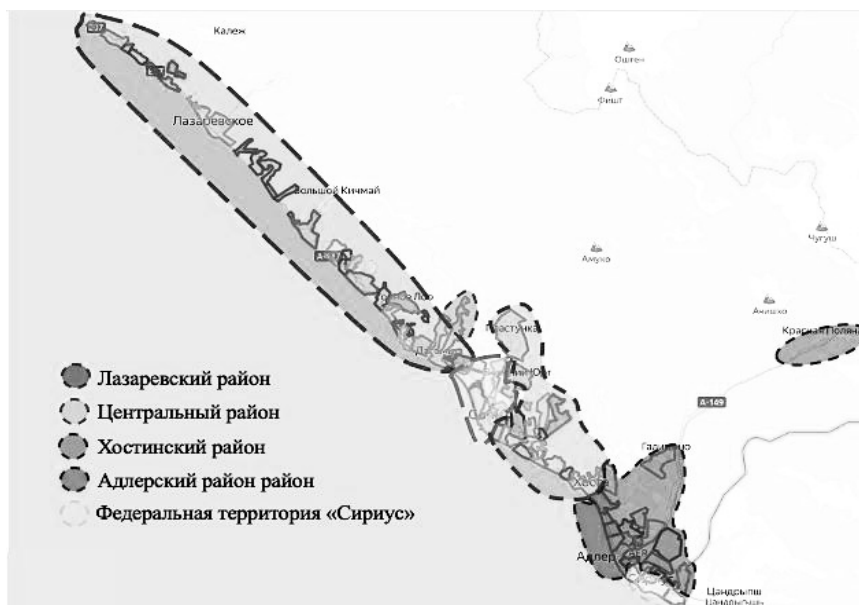 Калеж
Оштен
Фишт
Лазаревское
Большой Кичмай
Чугуш
Амуко
Ачишхо
Пластунка
Красная Поляна
А-149
Хоста
Адлер
Цандрыпш
Лазаревский район
Центральный район
Хостинский район
Адлерский район район
Федеральная территория «Сириус»